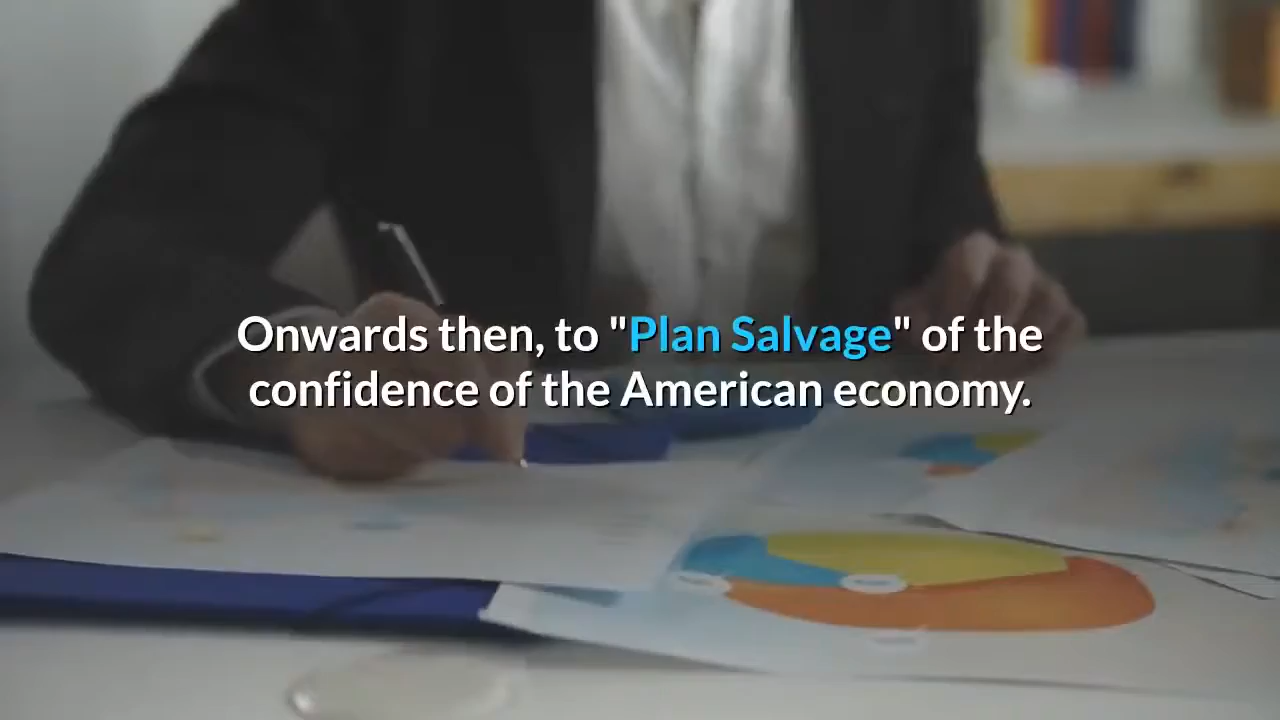 Onwards then, to "Plan Salvage" of the
confidence of the American economy.